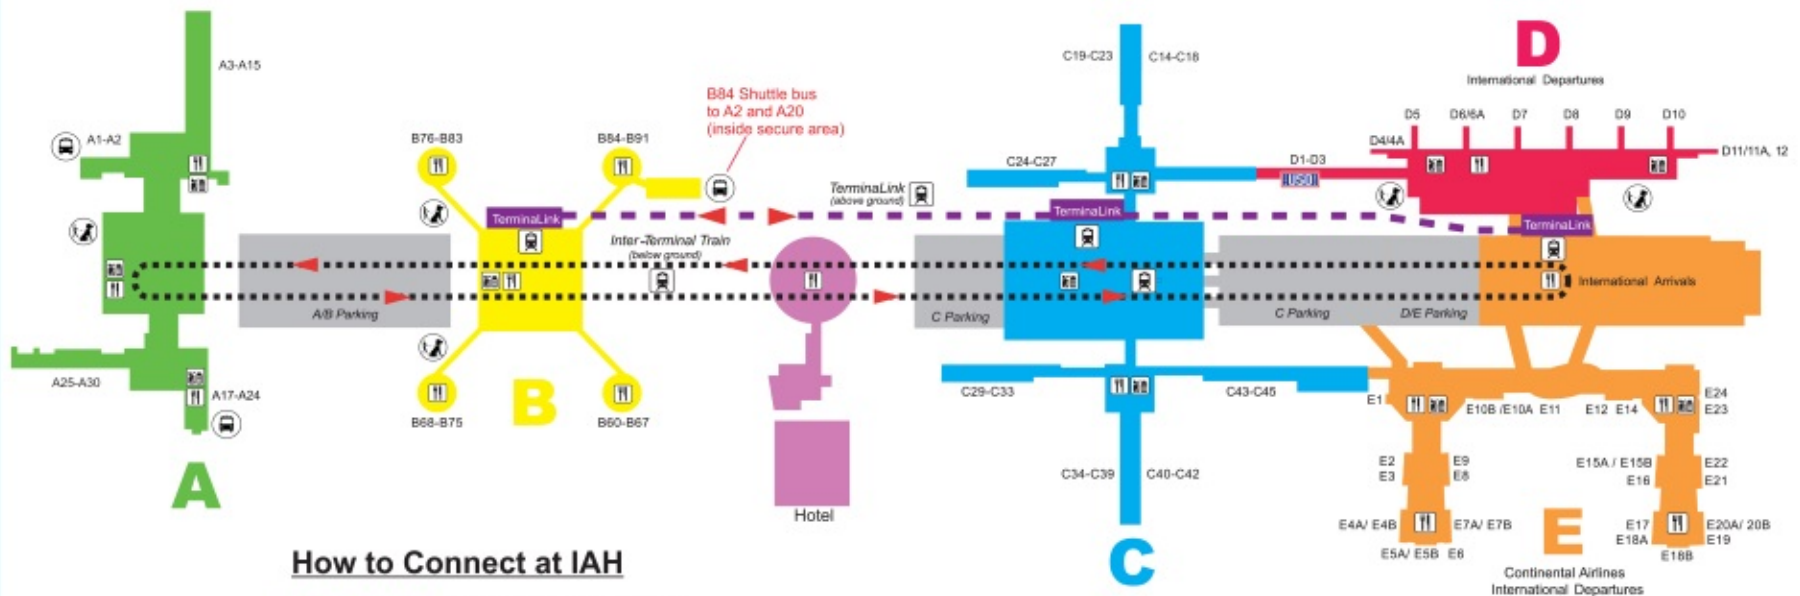 A3-A15
A1-A2
A25-A30
A17-A24
A
A/B Parking
B76-B83
B84-B91
B84 Shuttle bus
to A2 and A20
(inside secure area)
TerminaLink
Inter-Terminal Train
(below ground)
B68-B75
B
B60-B67
TerminaLink
(above ground)
Hotel
How to Connect at IAH
C19-C23
C14-C18
C24-C27
TerminaLink
C Parking
C Parking
D/E Parking
C29-C33
C43-C45
C34-C39
C40-C42
C
D
International Departures
D5
D6/6A
D7
D8
D9
D10
D4/4A
D11/11A, 12
D1-D3
USO
TerminaLink
International Arrivals
E1
E10B /E10A
E11
E12
E14
E24
E23
E2
E3
E9
E8
E15A / E15B
E16
E22
E21
E4A/ E4B
E7A/ E7B
E5A/ E5B
E6
E17
E18A
E20A/ 20B
E19
E18B
E
Continental Airlines
International Departures